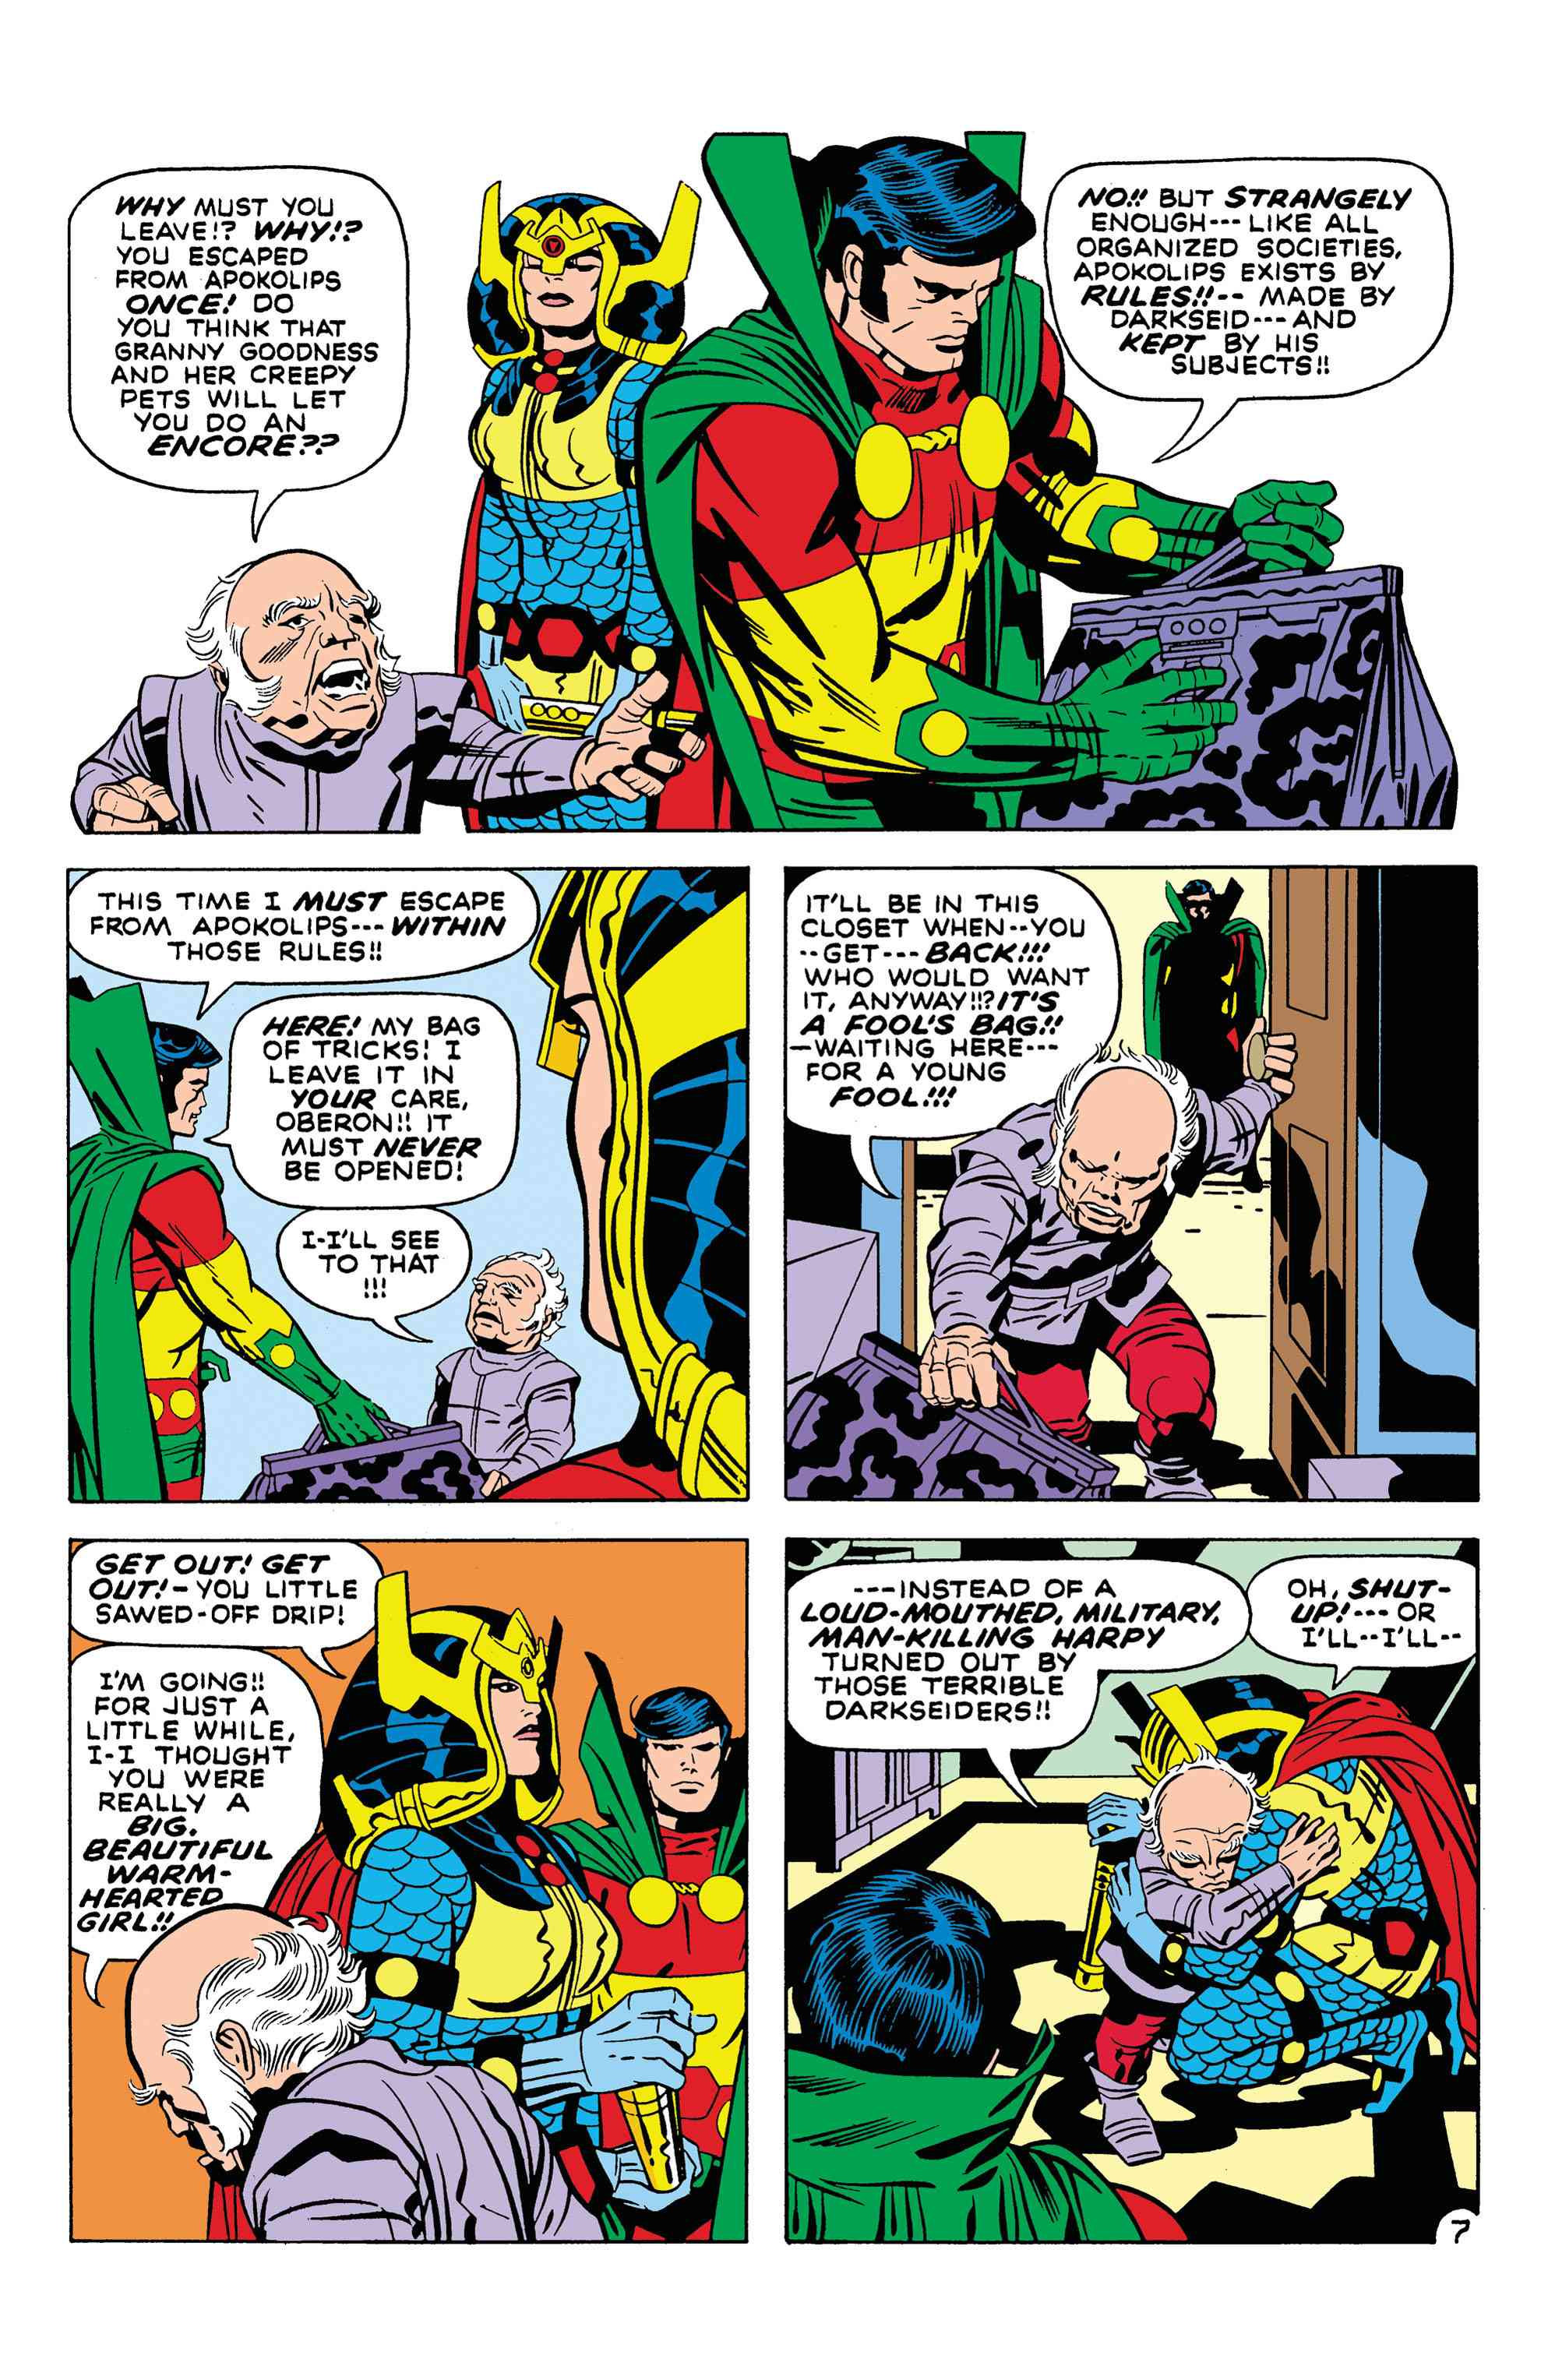 WHY MUST YOU
LEAVE!? WHY!?
YOU ESCAPED
FROM APOKOLIPS
ONCE! DO
YOU THINK THAT
GRANNY GOODNESS
AND HER CREEPY
PETS WILL LET
YOU DO AN
ENCORE??
NO!! BUT STRANGELY
ENOUGH--- LIKE ALL
ORGANIZED SOCIETIES,
APOKOLIPS EXISTS BY
RULES!!-- MADE BY
DARKSEID---AND
KEPT BY HIS
SUBJECTS!!
THIS TIME I MUST ESCAPE
FROM APOKOLIPS--- WITHIN
THOSE RULES!!
HERE! MY BAG
OF TRICKS! I
LEAVE IT IN
YOUR CARE,
OBERON!! IT
MUST NEVER
BE OPENED!
I-I'LL SEE
TO THAT
!!!
IT'LL BE IN THIS
CLOSET WHEN--YOU
--GET--- BACK!!!
WHO WOULD WANT
IT, ANYWAY!!? IT'S
A FOOL'S BAG!!
-WAITING HERE---
FOR A YOUNG
FOOL!!!
GET OUT! GET
OUT!- YOU LITTLE
SAWED-OFF DRIP!
I'M GOING!!
FOR JUST A
LITTLE WHILE,
I-I THOUGHT
YOU WERE
REALLY A
BIG,
BEAUTIFUL
WARM-
HEARTED
GIRL!!
---INSTEAD OF A
LOUD-MOUTHED, MILITARY,
MAN-KILLING HARPY
TURNED OUT BY
THOSE TERRIBLE
DARKSEIDERS!!
OH, SHUT-
UP!--- OR
I'LL--I'LL--
7